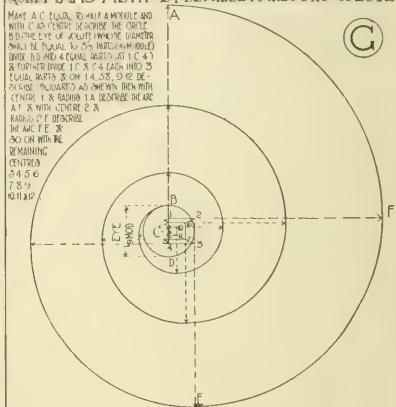 MAKE A C EQUAL TO HALF A MODULE AND
WITH C AS CENTRE DESCRIBE THE CIRCLE
B D THE EYE OF VOLUTE (WHOSE DIAMETER
SHALL BE EQUAL TO 3⅓ PARTS OR MODULE)
DIVIDE B D INTO 4 EQUAL PARTS, AT 1 C 4)
& FURTHER DIVIDE 1 C & C 4 EACH INTO 3
EQUAL PARTS & ON 1 4, 5 8, 9 12 DE-
SCRIBE SQUARES AS SHEWN THEN WITH
CENTRE 1 & RADIUS 1 A DESCRIBE THE ARC
A F & WITH CENTRE 2 &
RADIUS 2 F DESCRIBE
THE ARC F E &
SO ON WITH THE
REMAINING
CENTRES
3 4 5 6
7 8 9
10 11 & 12
A
G
F
B
1
2
C
EYE
MOD
3
D
E